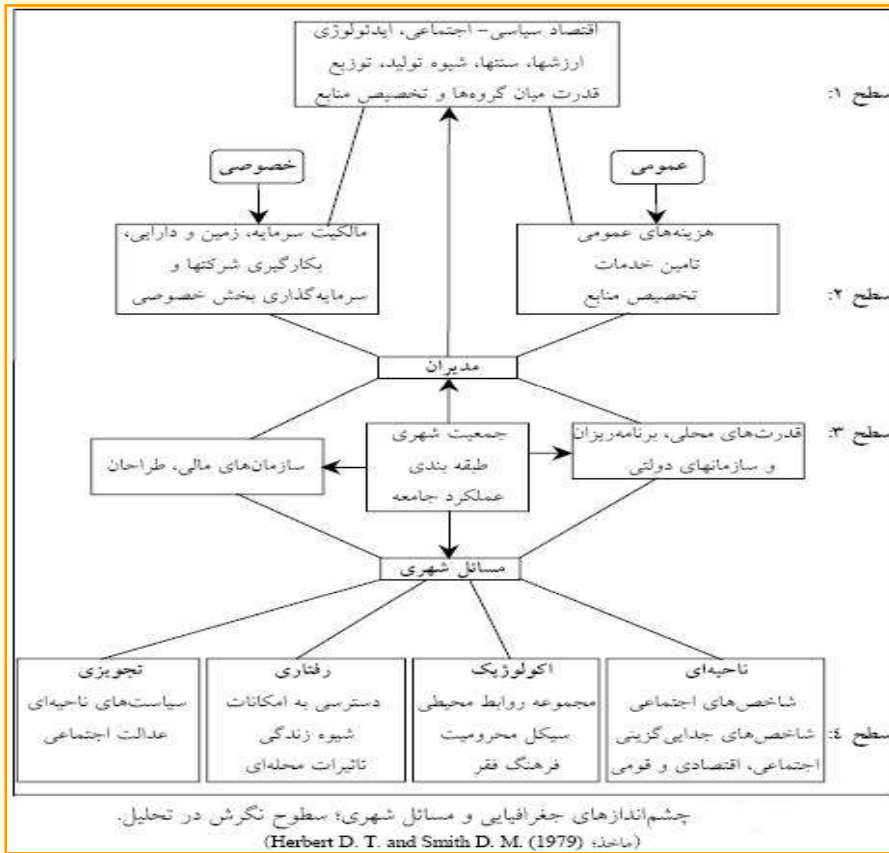 اقتصاد سیاسی- اجتماعی، ایدئولوژی
ارزشها، سنتها، شیوه تولید، توزیع
قدرت میان گروه‌ها و تخصیص منابع
سطح ۱:
عمومی
خصوصی
هزینه‌های عمومی
تامین خدمات
تخصیص منابع
مالکیت سرمایه، زمین و دارایی،
بکارگیری شرکتها و
سرمایه‌گذاری بخش خصوصی
سطح ۲:
مدیران
سطح ۳:
قدرت‌های محلی، برنامه‌ریزان
و سازمانهای دولتی
جمعیت شهری
طبقه بندی
عملکرد جامعه
سازمان‌های مالی، طراحان
مسائل شهری
سطح ٤:
ناحیه‌ای
شاخص‌های اجتماعی
شاخص‌های جدایی‌گزینی
اجتماعی، اقتصادی و قومی
اکولوژیک
مجموعه روابط محیطی
سیکل محرومیت
فرهنگ فقر
رفتاری
دسترسی به امکانات
شیوه زندگی
تاثیرات محله‌ای
تجویزی
سیاست‌های ناحیه‌ای
عدالت اجتماعی
چشم‌اندازهای جغرافیایی و مسائل شهری؛ سطوح نگرش در تحلیل.
(ماخذ: Herbert D. T. and Smith D. M. (1979))